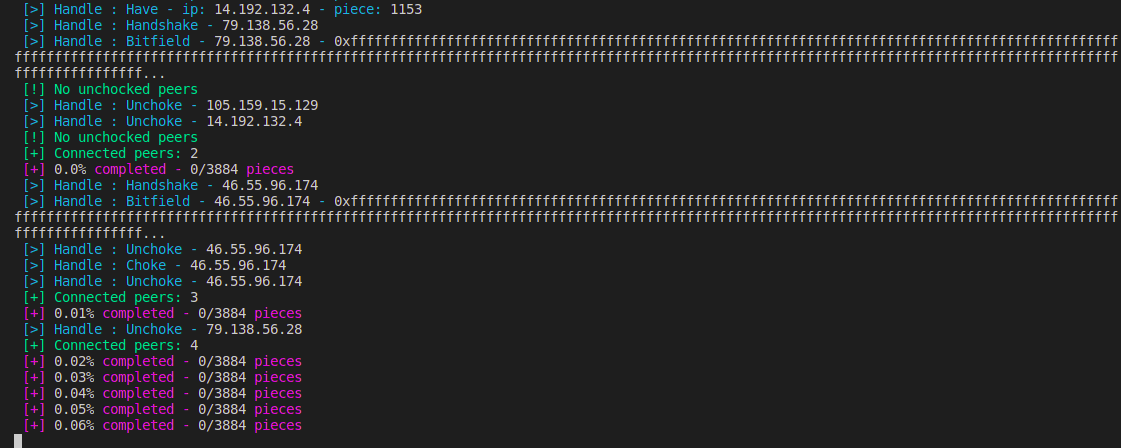 [>] Handle : Have - ip: 14.192.132.4 - piece: 1153
[>] Handle : Handshake - 79.138.56.28
[>] Handle : Bitfield - 79.138.56.28 - 0xffffffffffffffffffffffffffffffffffffffffffffffffffffffffffffffffffffffffffffffffffffffffffffffff
ffffffffffffffffffffffffffffffffffffffffffffffffffffffffffffffffffffffffffffffffffffffffffffffffffffffffffffffffffffffffffffffffffffffffff
ffffffffffffffff...
[!] No unchocked peers
[>] Handle : Unchoke - 105.159.15.129
[>] Handle : Unchoke - 14.192.132.4
[!] No unchocked peers
[+] Connected peers: 2
[+] 0.0% completed - 0/3884 pieces
[>] Handle : Handshake - 46.55.96.174
[>] Handle : Bitfield - 46.55.96.174 - 0xffffffffffffffffffffffffffffffffffffffffffffffffffffffffffffffffffffffffffffffffffffffffffffffff
ffffffffffffffffffffffffffffffffffffffffffffffffffffffffffffffffffffffffffffffffffffffffffffffffffffffffffffffffffffffffffffffffffffffffff
ffffffffffffffff...
[>] Handle : Unchoke - 46.55.96.174
[>] Handle : Choke - 46.55.96.174
[>] Handle : Unchoke - 46.55.96.174
[+] Connected peers: 3
[+] 0.01% completed - 0/3884 pieces
[>] Handle : Unchoke - 79.138.56.28
[+] Connected peers: 4
[+] 0.02% completed - 0/3884 pieces
[+] 0.03% completed - 0/3884 pieces
[+] 0.04% completed - 0/3884 pieces
[+] 0.05% completed - 0/3884 pieces
[+] 0.06% completed - 0/3884 pieces